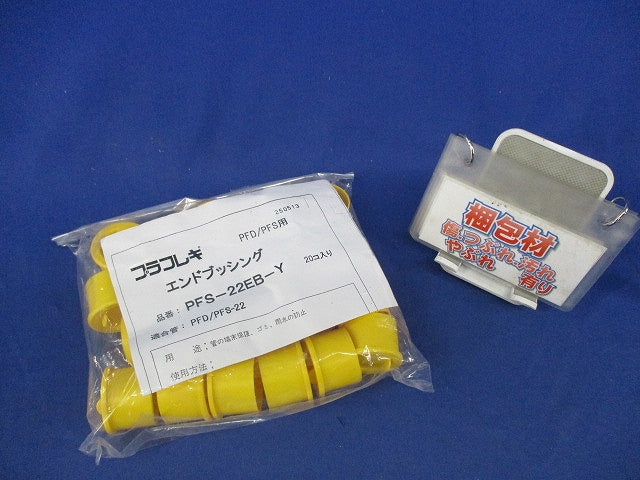 250513
PFD/PFS用
プラフレキ
エンドブッシング
20コ入り
品番: PFS-22EB-Y
適合管: PFD/PFS-22
用 途:管の端末保護、ゴミ、雨水の防止
使用方法:
梱包材
傷・つぶれ・汚れ
やぶれ 有り